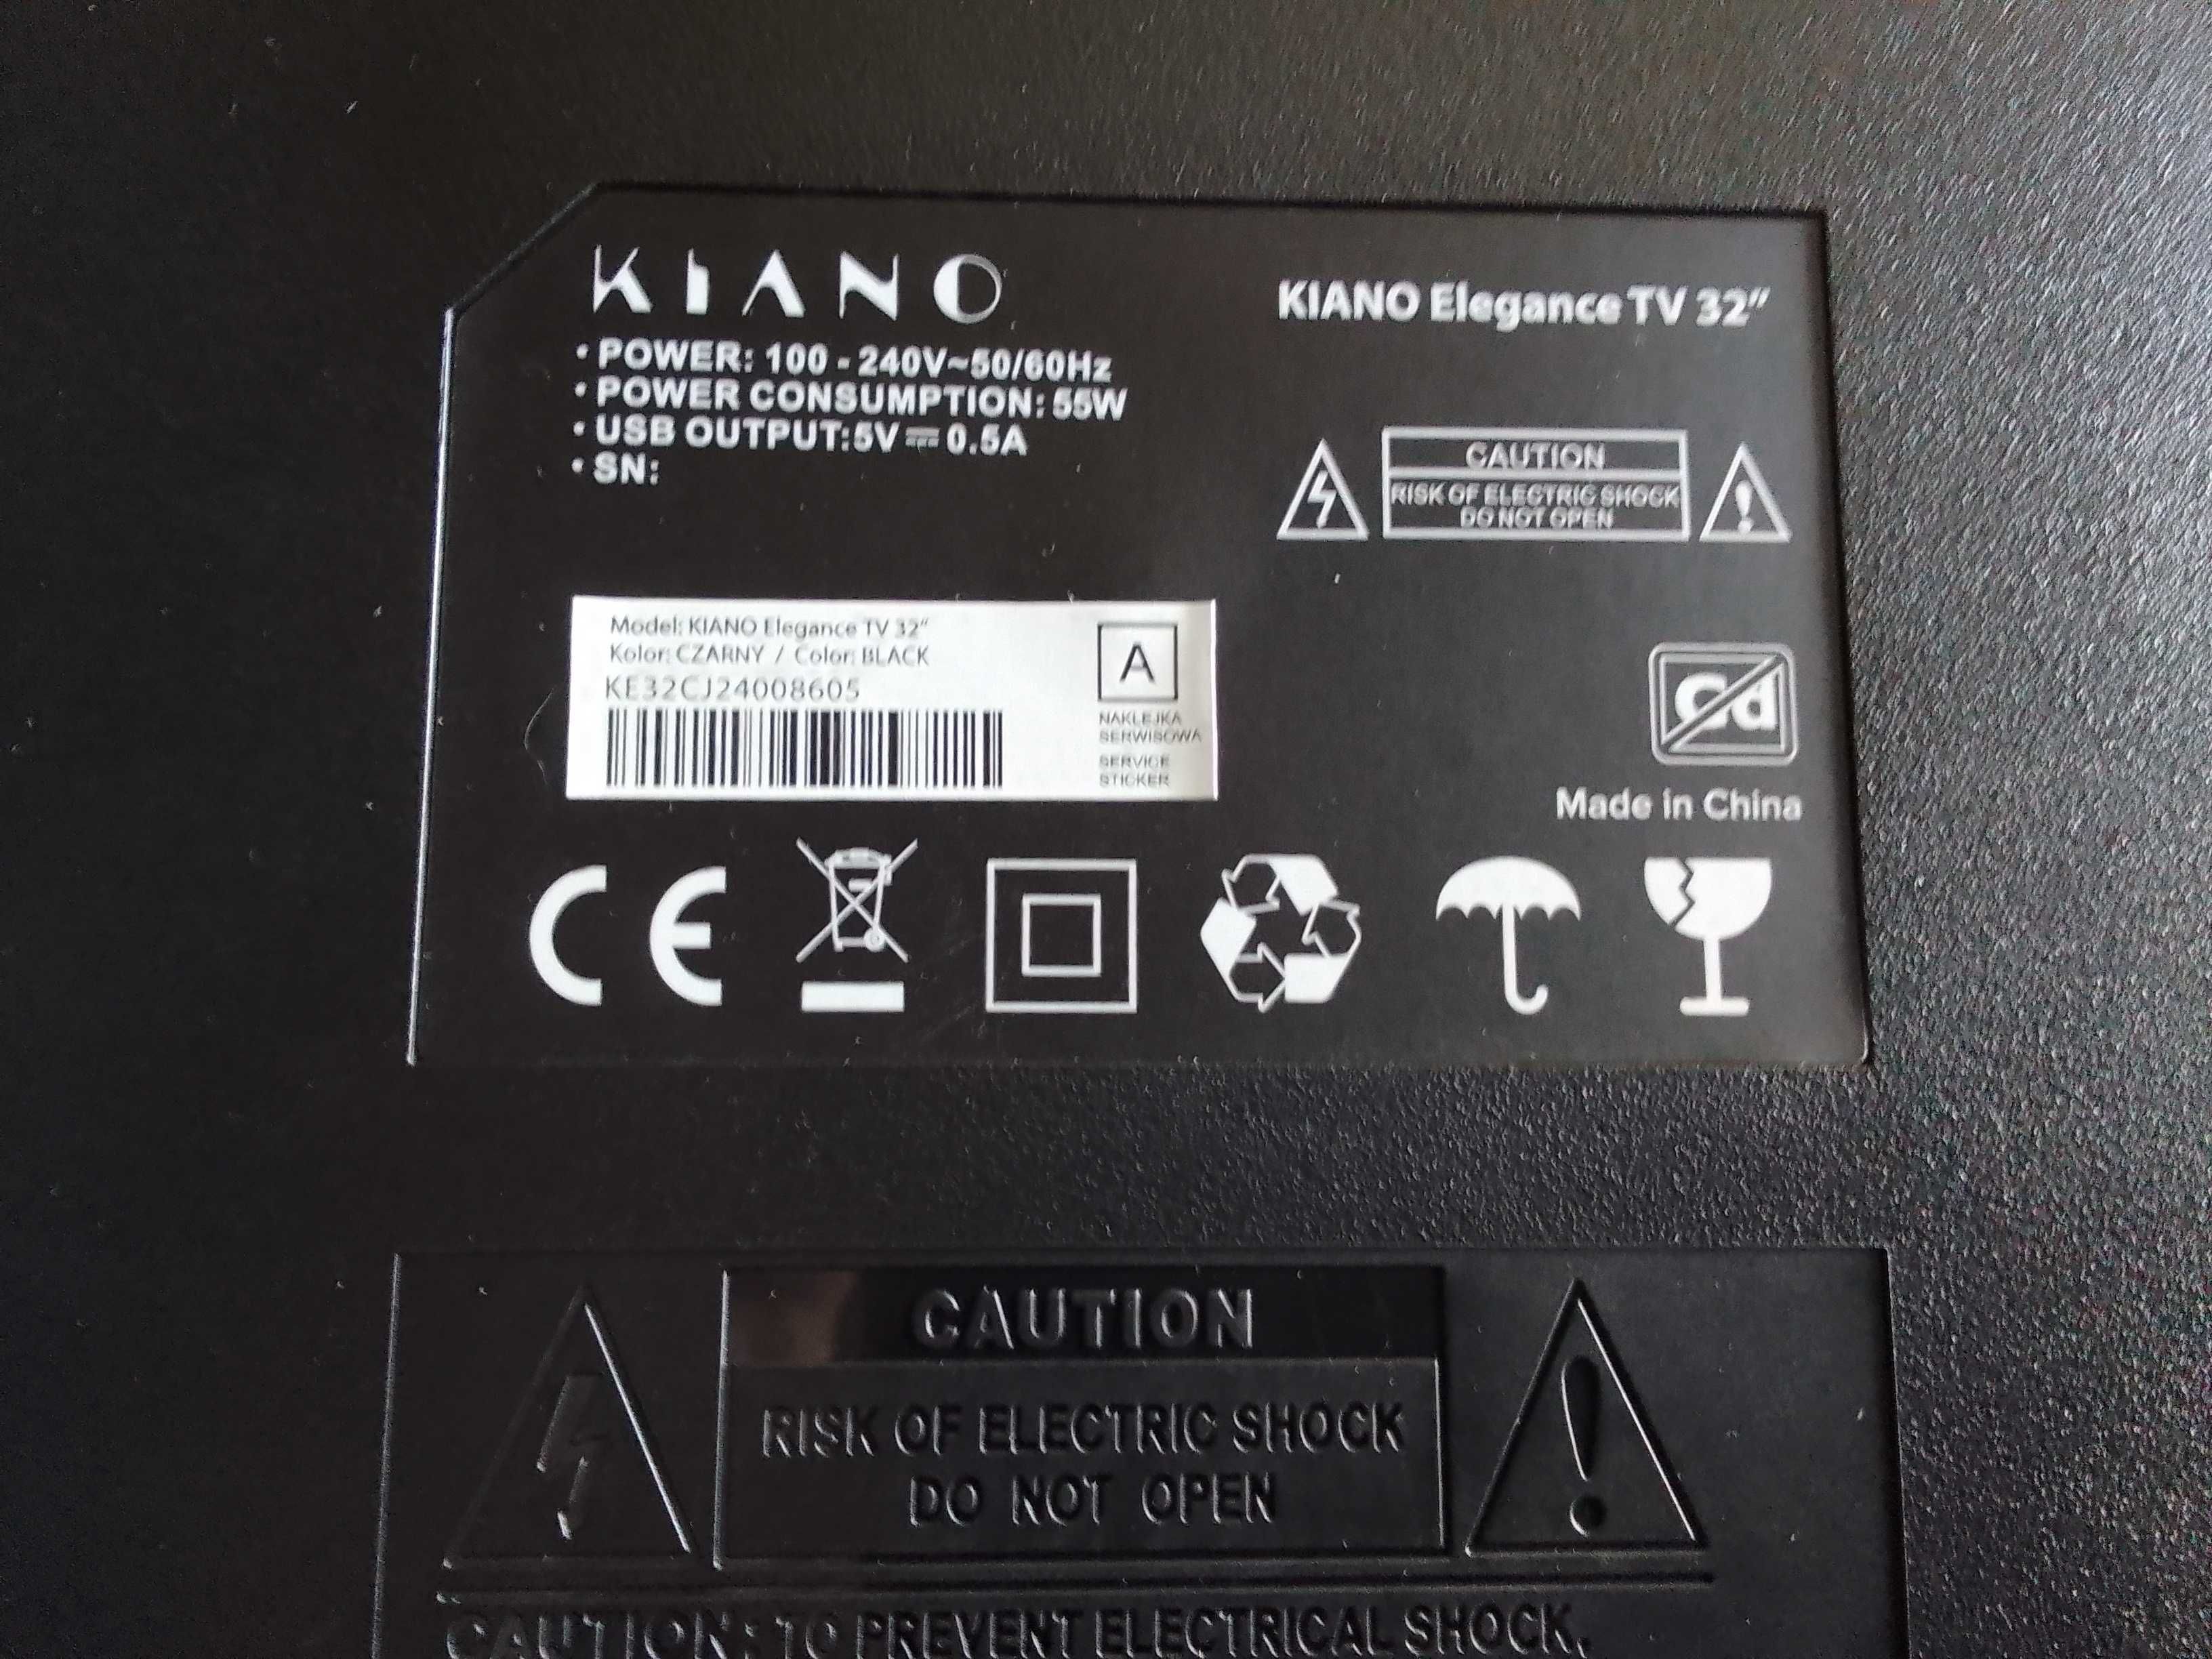 KIANO
KIANO Elegance TV 32"
• POWER: 100 - 240V~50/60Hz
• POWER CONSUMPTION: 55W
• USB OUTPUT:5V⎓0.5A
• SN:
CAUTION
RISK OF ELECTRIC SHOCK
DO NOT OPEN
Model: KIANO Elegance TV 32"
Kolor: CZARNY / Color: BLACK
KE32CJ24008605
A
NAKLEJKA
SERWISOWA
SERVICE
STICKER
Cd
Made in China
CE
CAUTION
RISK OF ELECTRIC SHOCK
DO NOT OPEN
CAUTION: TO PREVENT ELECTRICAL SHOCK,